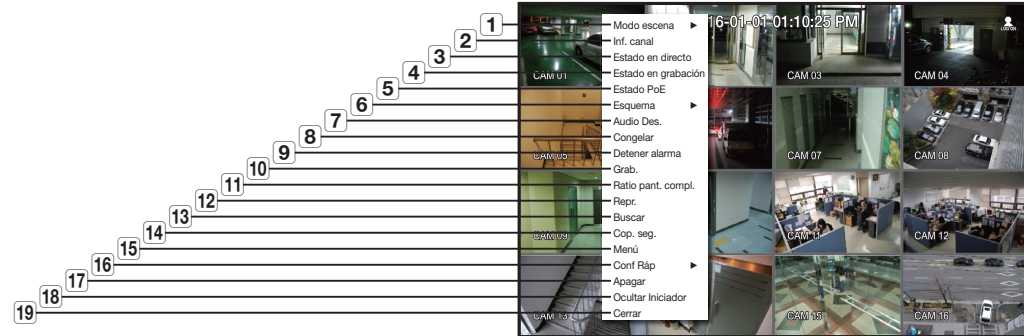 1 Modo escena ►
16-01-01 01:10:25 PM
LOG ON
2 Inf. canal
3 Estado en directo
4 Estado en grabación
CAM 01
CAM 03
CAM 04
5 Estado PoE
6 Esquema ►
7 Audio Des.
8 Congelar
9 Detener alarma
CAM 05
CAM 07
CAM 08
10 Grab.
11 Ratio pant. compl.
12 Repr.
13 Buscar
14 Cop. seg.
CAM 09
CAM 11
CAM 12
15 Menú
16 Conf Ráp ►
17 Apagar
18 Ocultar Iniciador
19 Cerrar
CAM 13
CAM 15
CAM 16